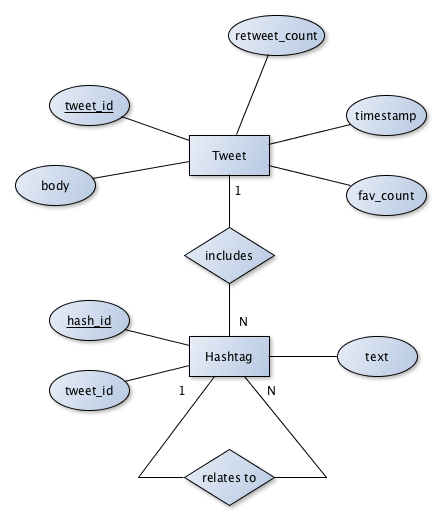 retweet_count
tweet_id
timestamp
Tweet
body
fav_count
1
includes
hash_id
N
Hashtag
text
tweet_id
1
N
relates to